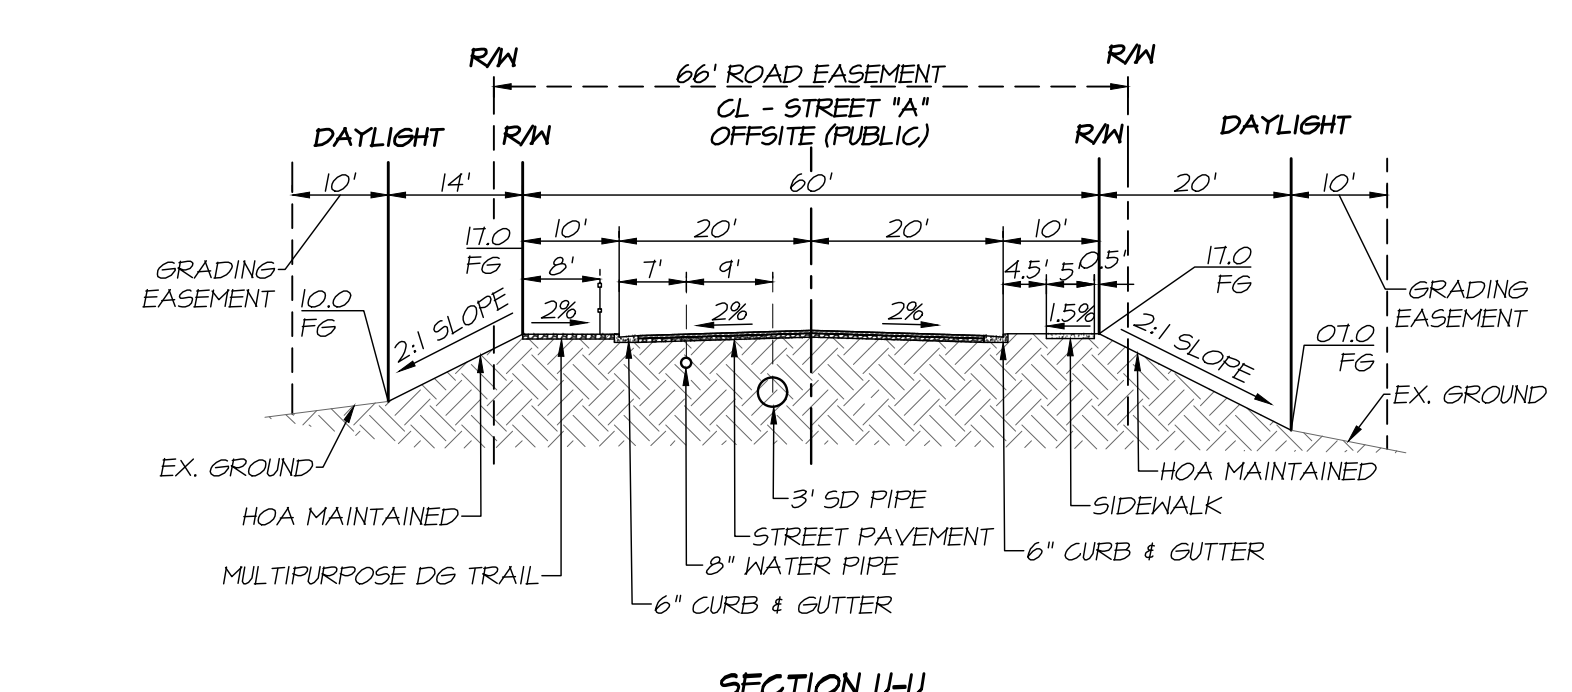 R/W
R/W
66' ROAD EASEMENT
CL - STREET "A"
OFFSITE (PUBLIC)
DAYLIGHT
R/W
R/W
DAYLIGHT
10'
14'
60'
20'
10'
10'
20'
20'
10'
17.0
FG
8'
7'
9'
4.5'
5'
0.5'
17.0
FG
GRADING
EASEMENT
10.0
FG
2:1 SLOPE
2%
2%
2%
1.5%
2:1 SLOPE
07.0
FG
GRADING
EASEMENT
EX. GROUND
EX. GROUND
HOA MAINTAINED
HOA MAINTAINED
3' SD PIPE
SIDEWALK
STREET PAVEMENT
6" CURB & GUTTER
8" WATER PIPE
MULTIPURPOSE DG TRAIL
6" CURB & GUTTER
SECTION U-U